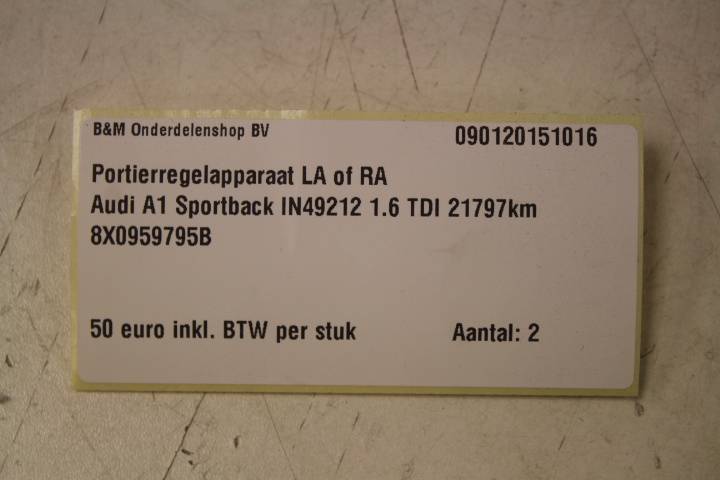 B&M Onderdelenshop BV 090120151016
Portierregelapparaat LA of RA
Audi A1 Sportback IN49212 1.6 TDI 21797km
8X0959795B
50 euro inkl. BTW per stuk Aantal: 2